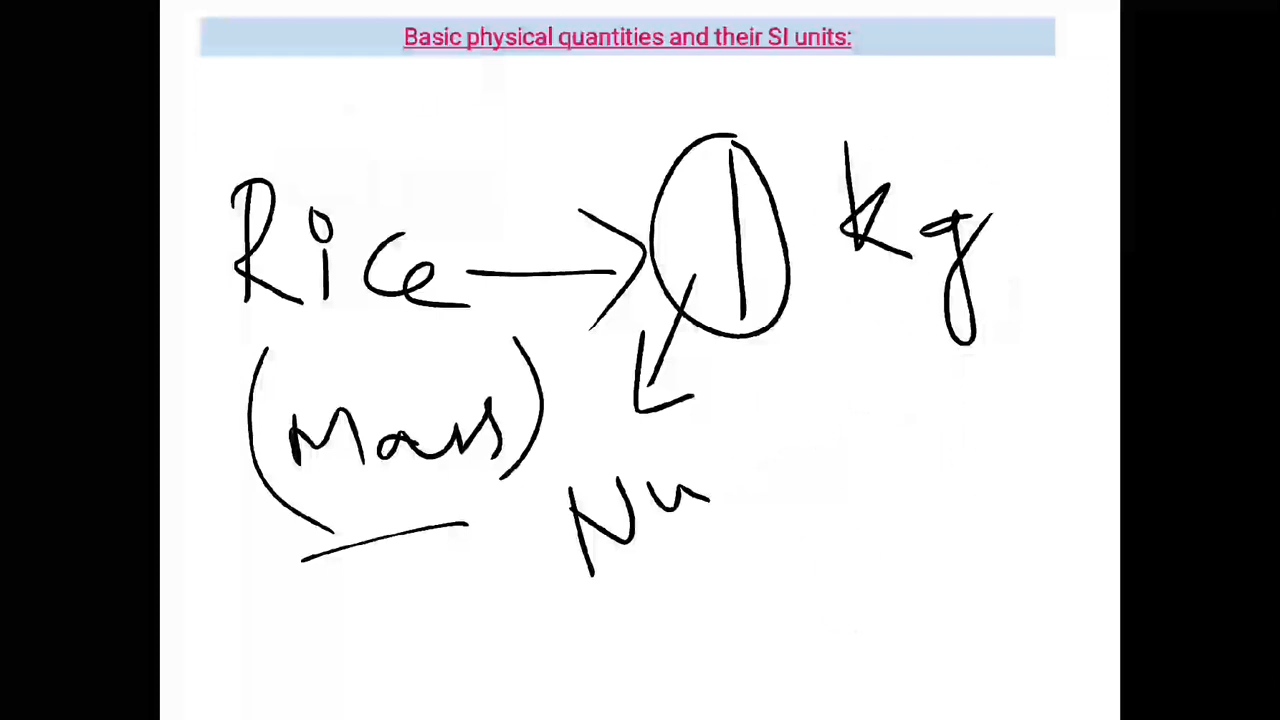 Basic physical quantities and their SI units:
Rice → 1 kg
(Mass)
Nu